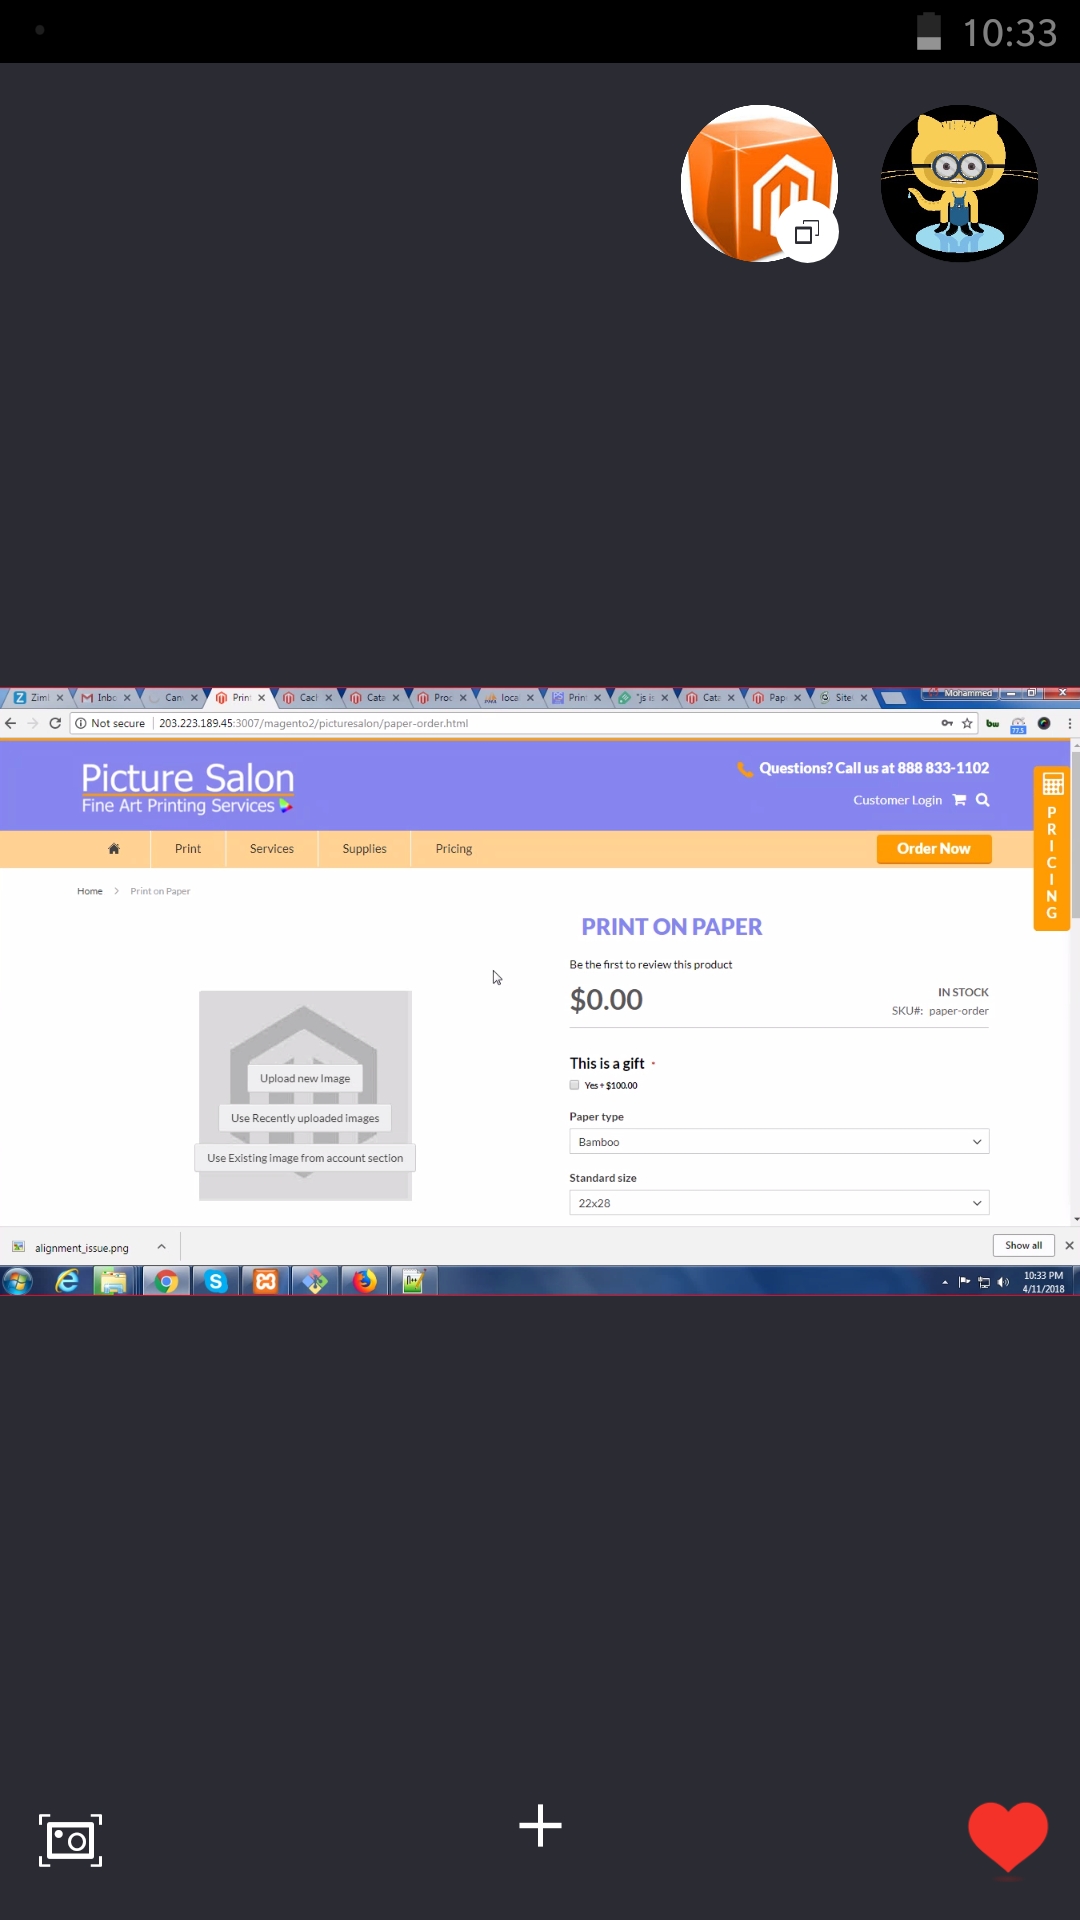 10:33
Inbo
Print
Cata
Proc
loca
Print
"js is
Cata
Pap
Site
Mohammed
Not secure
203.223.189.45:3007/magento2/picturesalon/paper-order.html
Picture Salon
Fine Art Printing Services
Questions? Call us at 888 833-1102
Customer Login
PRICING
Print
Services
Supplies
Pricing
Order Now
Home
Print on Paper
PRINT ON PAPER
Be the first to review this product
$0.00
IN STOCK
SKU#: paper-order
This is a gift *
Yes + $100.00
Paper type
Bamboo
Standard size
22x28
Upload new Image
Use Recently uploaded images
Use Existing image from account section
alignment_issue.png
Show all
10:33 PM
4/11/2018